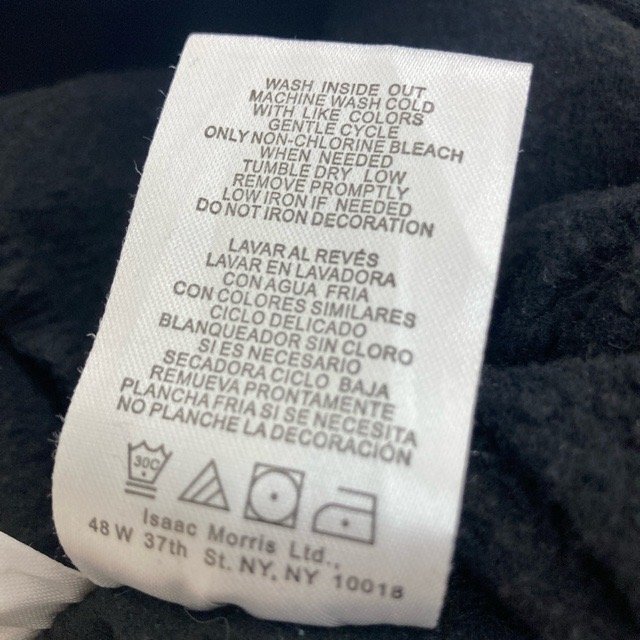 WASH INSIDE OUT
MACHINE WASH COLD
WITH LIKE COLORS
GENTLE CYCLE
ONLY NON-CHLORINE BLEACH
WHEN NEEDED
TUMBLE DRY LOW
REMOVE PROMPTLY
LOW IRON IF NEEDED
DO NOT IRON DECORATION
LAVAR AL REVÉS
LAVAR EN LAVADORA
CON AGUA FRIA
CON COLORES SIMILARES
CICLO DELICADO
BLANQUEADOR SIN CLORO
SI ES NECESARIO
SECADORA CICLO BAJA
REMUEVA PRONTAMENTE
PLANCHA FRIA SI SE NECESITA
NO PLANCHE LA DECORACIÓN
30C
Isaac Morris Ltd.,
48 W 37th St. NY, NY, 10018